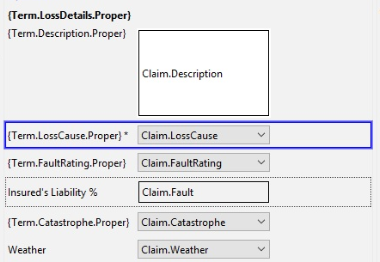 {Term.LossDetails.Proper}
{Term.Description.Proper}
Claim.Description
{Term.LossCause.Proper} * Claim.LossCause
{Term.FaultRating.Proper} Claim.FaultRating
Insured's Liability % Claim.Fault
{Term.Catastrophe.Proper} Claim.Catastrophe
Weather Claim.Weather